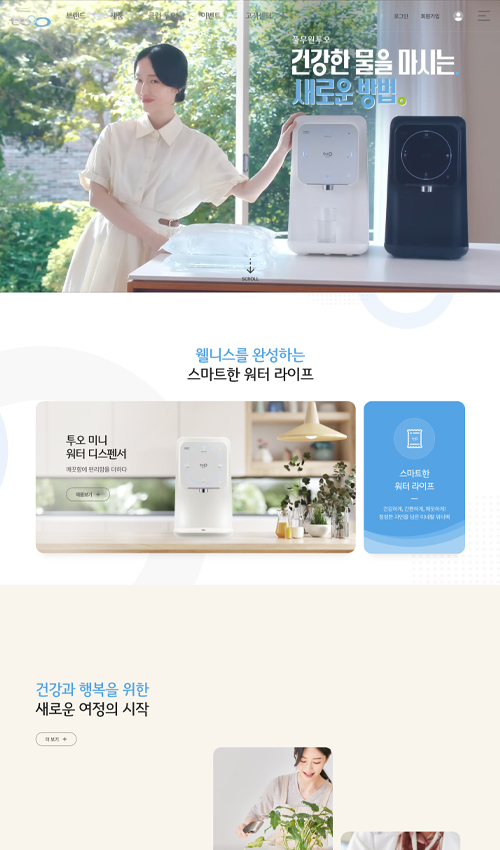 브랜드 제품 이벤트 고객센터 로그인 회원가입
풀무원투오
건강한 물을 마시는
새로운 방법
SCROLL
웰니스를 완성하는
스마트한 워터 라이프
투오 미니
워터 디스펜서
깨끗함에 편리함을 더하다
제품보기 +
스마트한
워터 라이프
건강하게, 간편하게, 깨끗하게!
건강과 행복을 위한
새로운 여정의 시작
더 보기 +